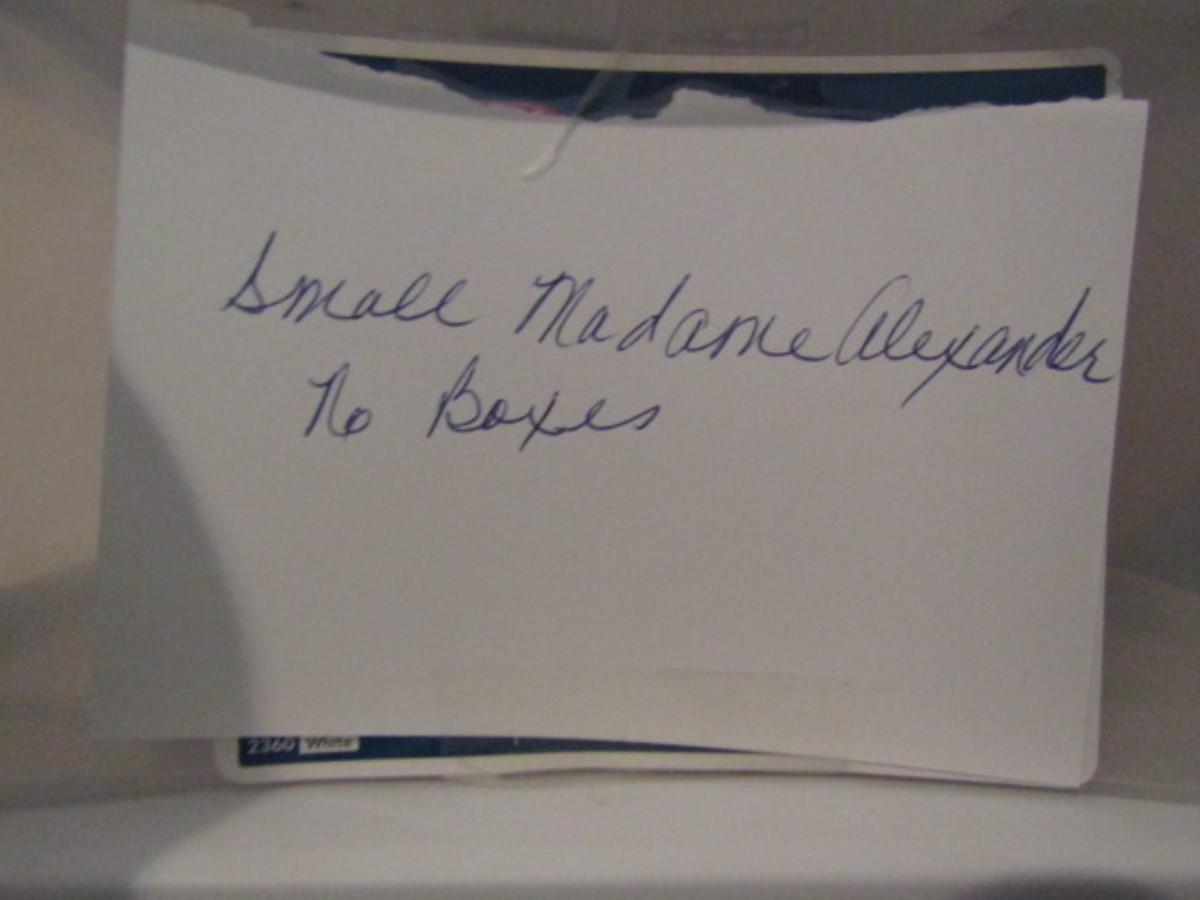 Small Madame Alexander
No Boxes
2360 White